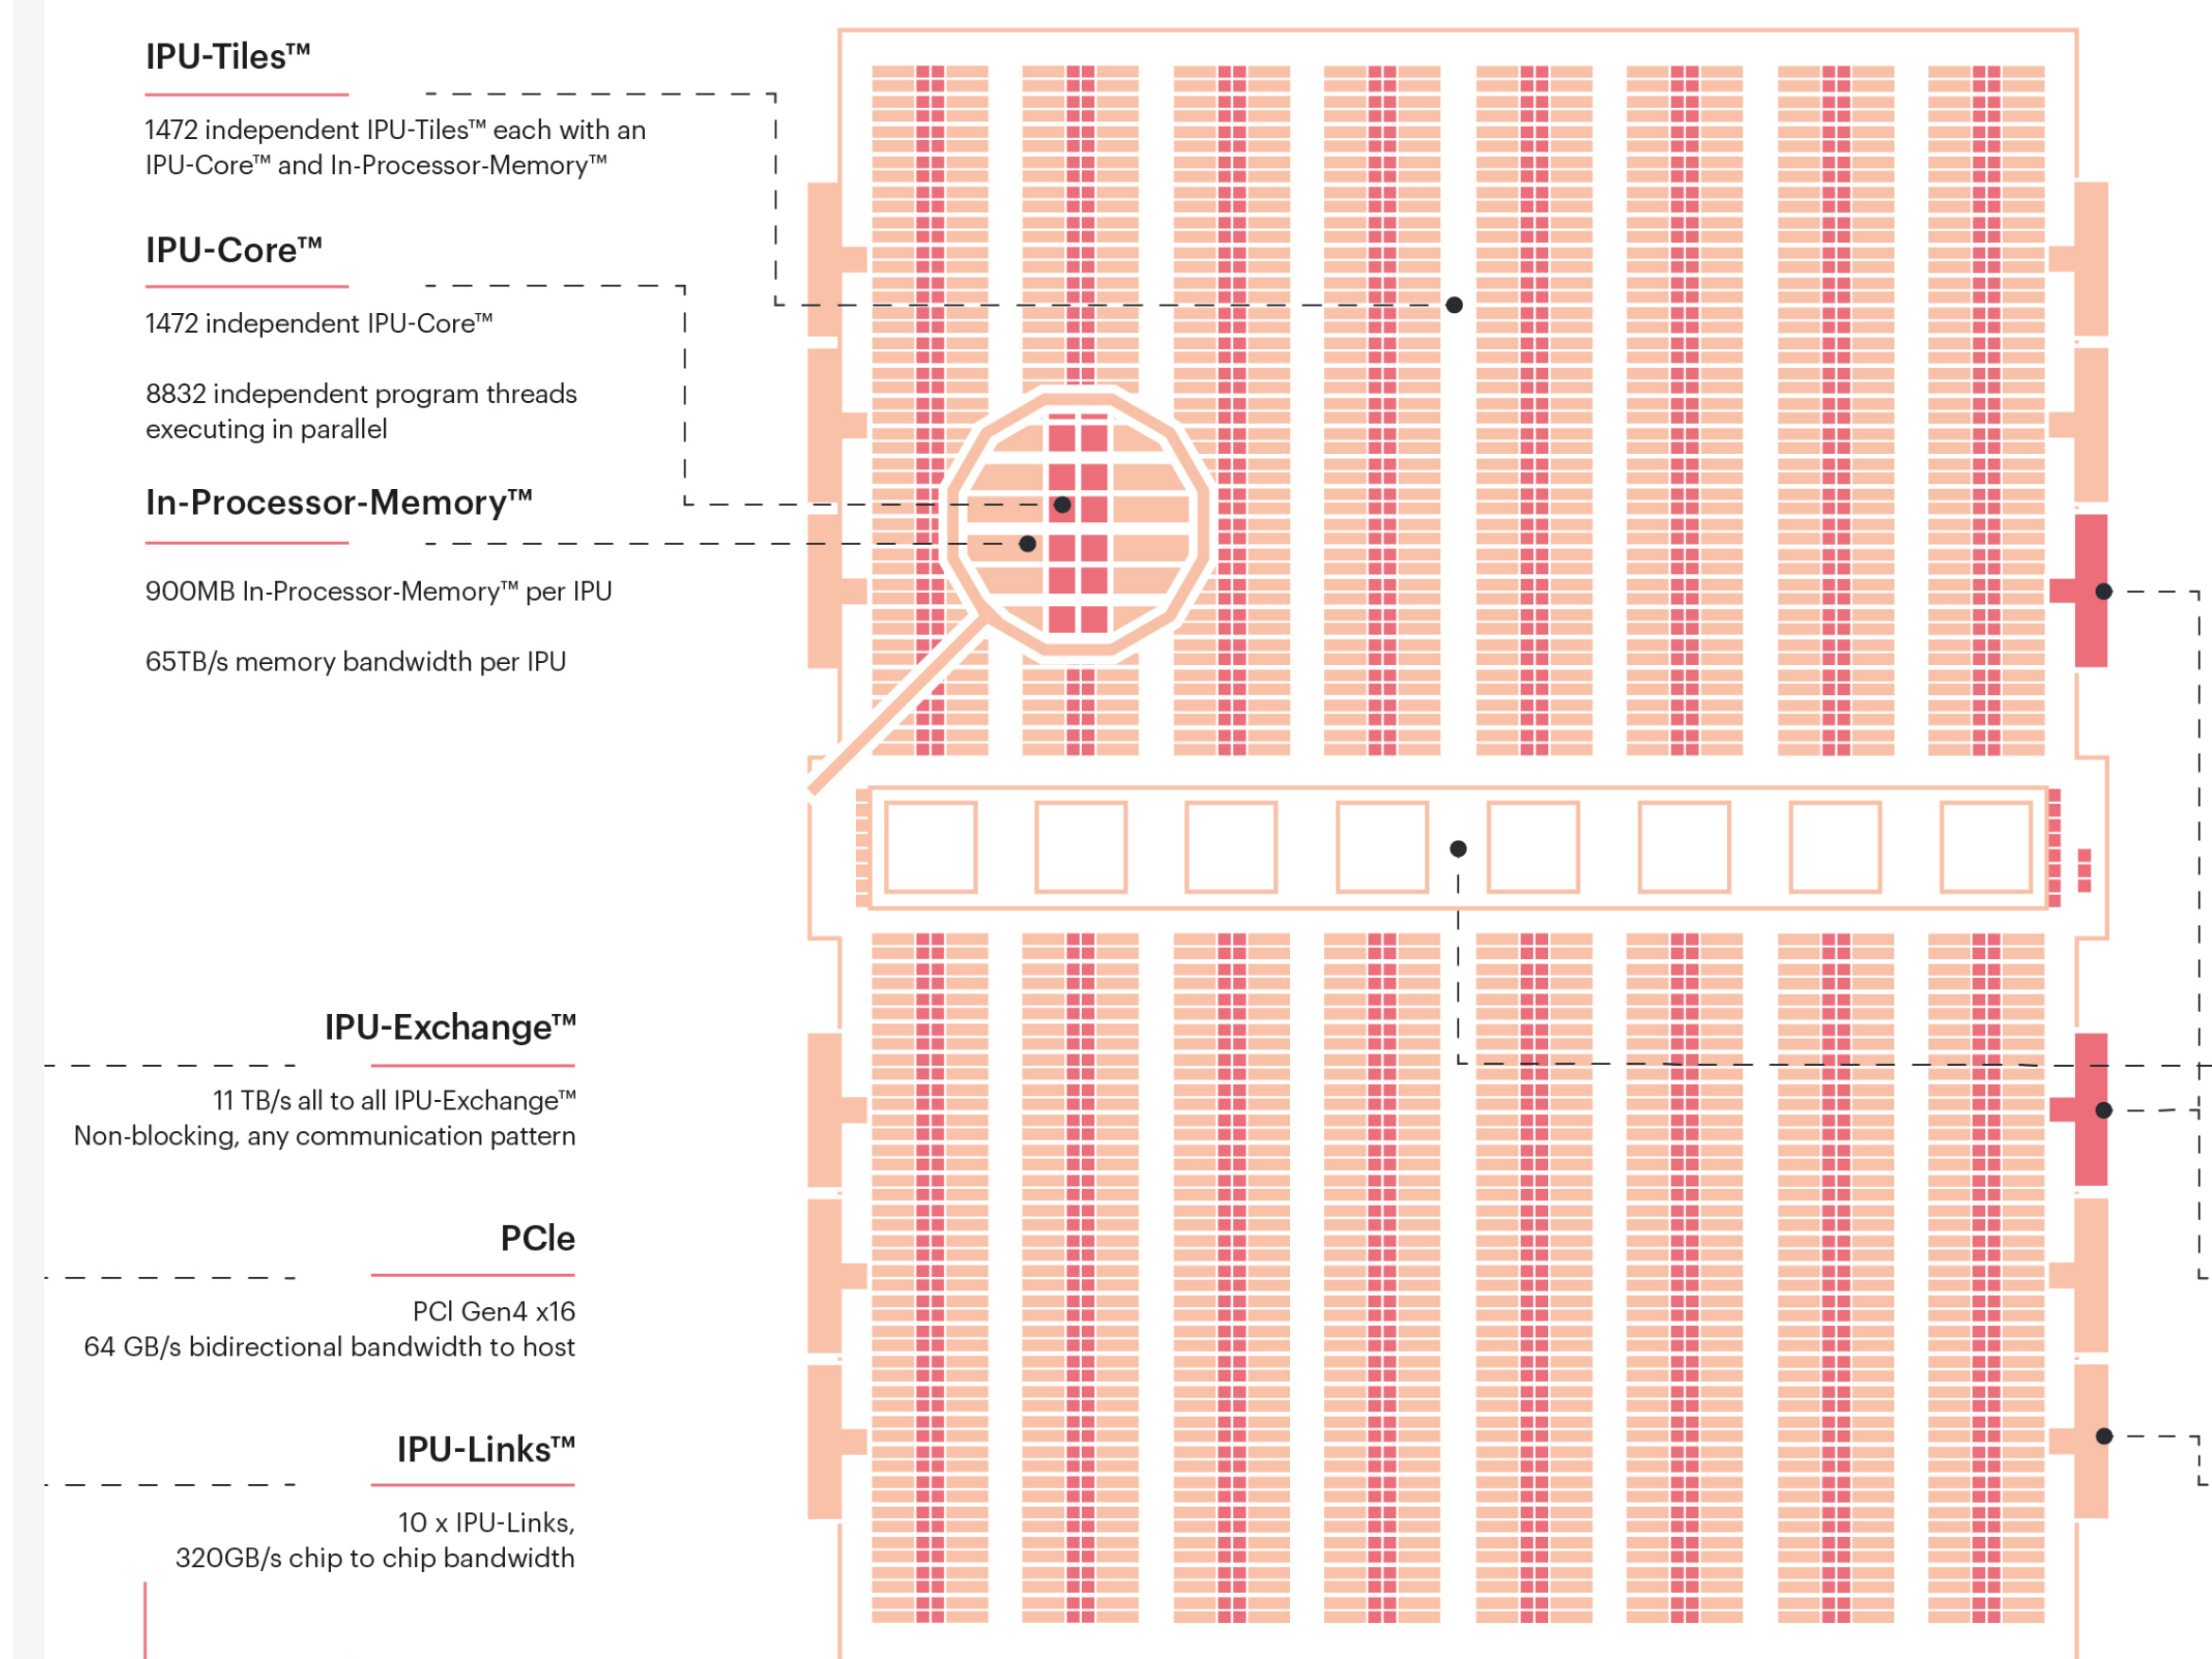 IPU-Tiles™
1472 independent IPU-Tiles™ each with an
IPU-Core™ and In-Processor-Memory™
IPU-Core™
1472 independent IPU-Core™
8832 independent program threads
executing in parallel
In-Processor-Memory™
900MB In-Processor-Memory™ per IPU
65TB/s memory bandwidth per IPU
IPU-Exchange™
11 TB/s all to all IPU-Exchange™
Non-blocking, any communication pattern
PCIe
PCI Gen4 x16
64 GB/s bidirectional bandwidth to host
IPU-Links™
10 x IPU-Links,
320GB/s chip to chip bandwidth